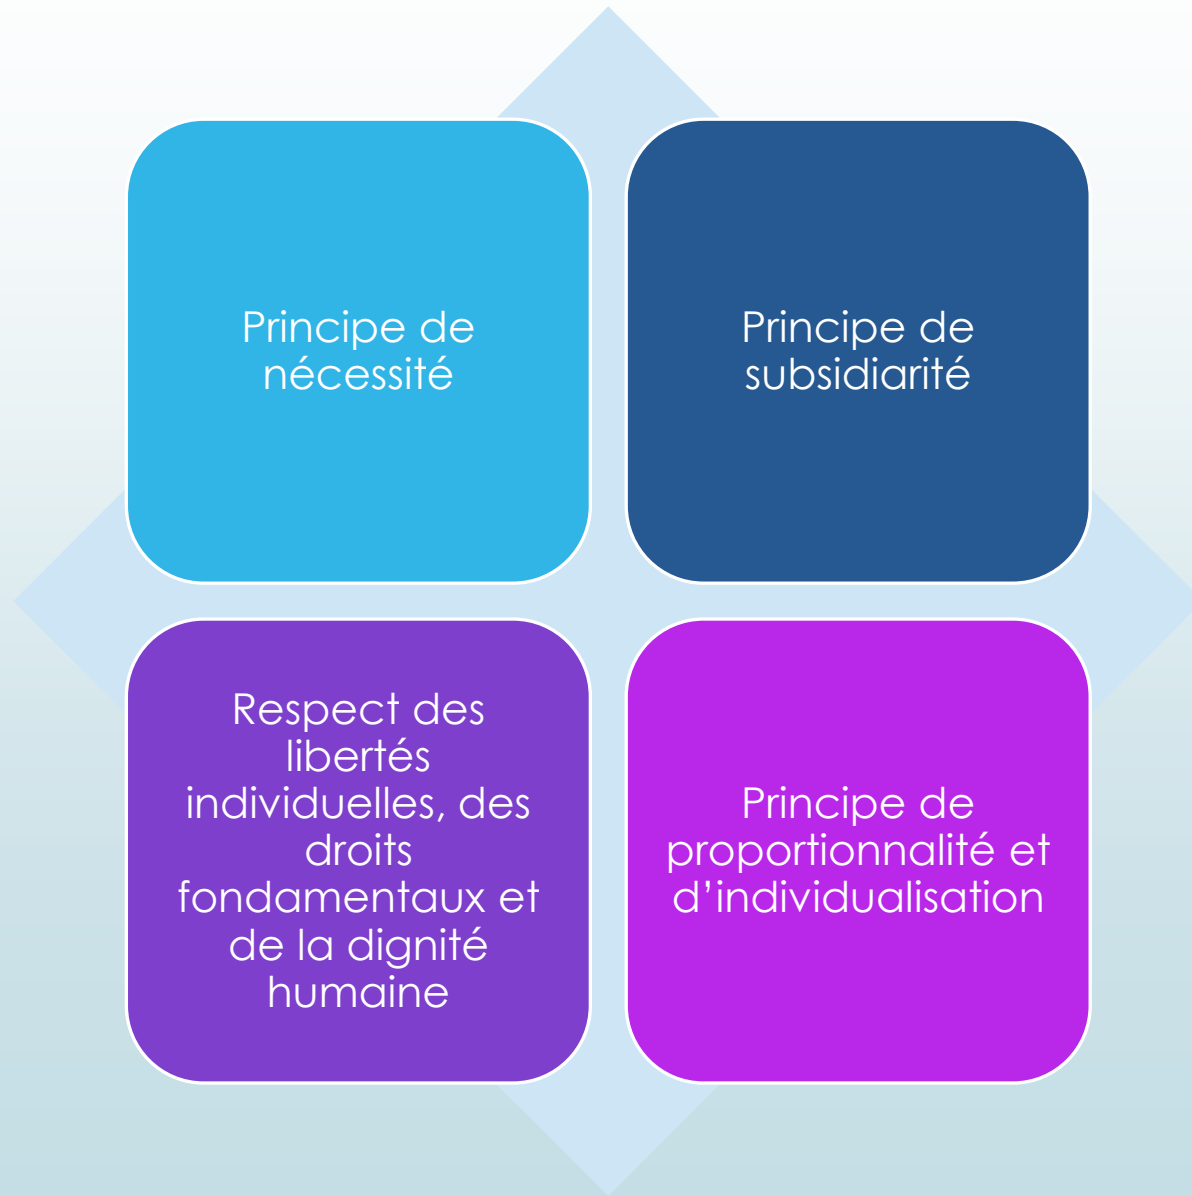 Principe de
nécessité
Principe de
subsidiarité
Respect des
libertés
individuelles, des
droits
fondamentaux et
de la dignité
humaine
Principe de
proportionnalité et
d’individualisation